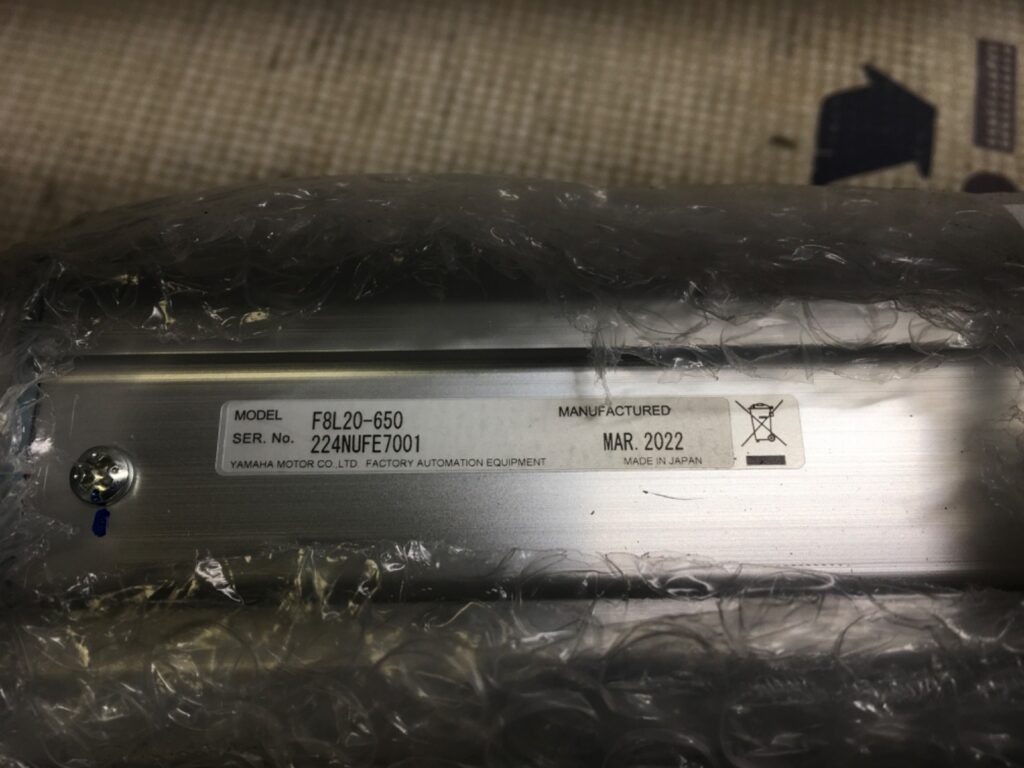 MODEL F8L20-650
SER. No. 224NUFE7001
MANUFACTURED
MAR. 2022
YAMAHA MOTOR CO.,LTD. FACTORY AUTOMATION EQUIPMENT
MADE IN JAPAN